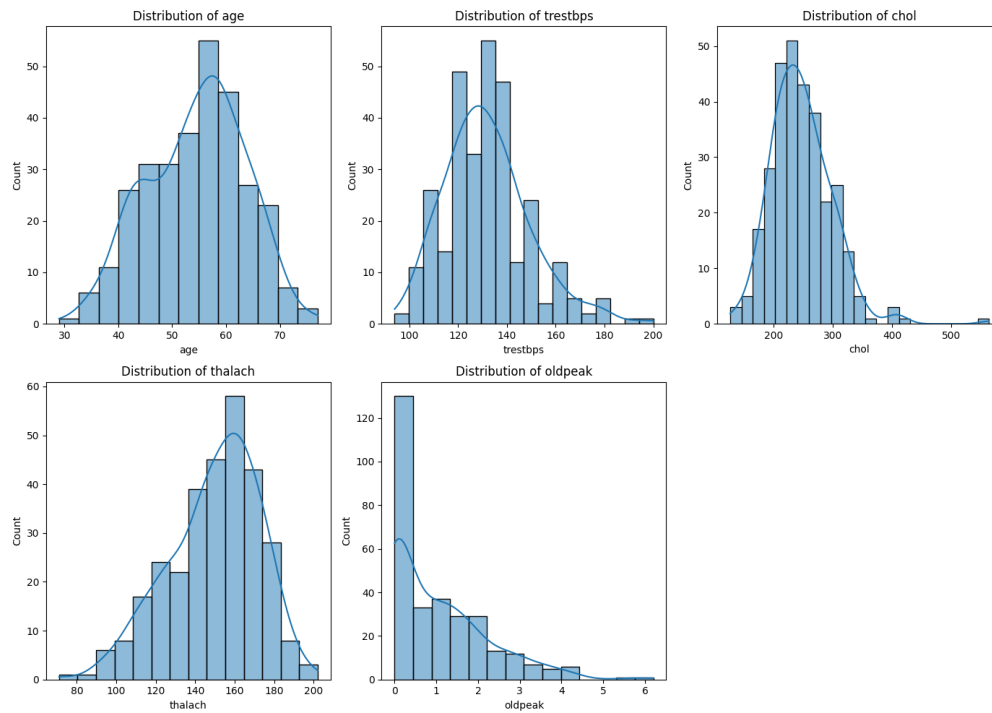 Distribution of age
Count
50
40
30
20
10
0
30 40 50 60 70
age
Distribution of trestbps
Count
50
40
30
20
10
0
100 120 140 160 180 200
trestbps
Distribution of chol
Count
50
40
30
20
10
0
200 300 400 500
chol
Distribution of thalach
Count
60
50
40
30
20
10
0
80 100 120 140 160 180 200
thalach
Distribution of oldpeak
Count
120
100
80
60
40
20
0
0 1 2 3 4 5 6
oldpeak